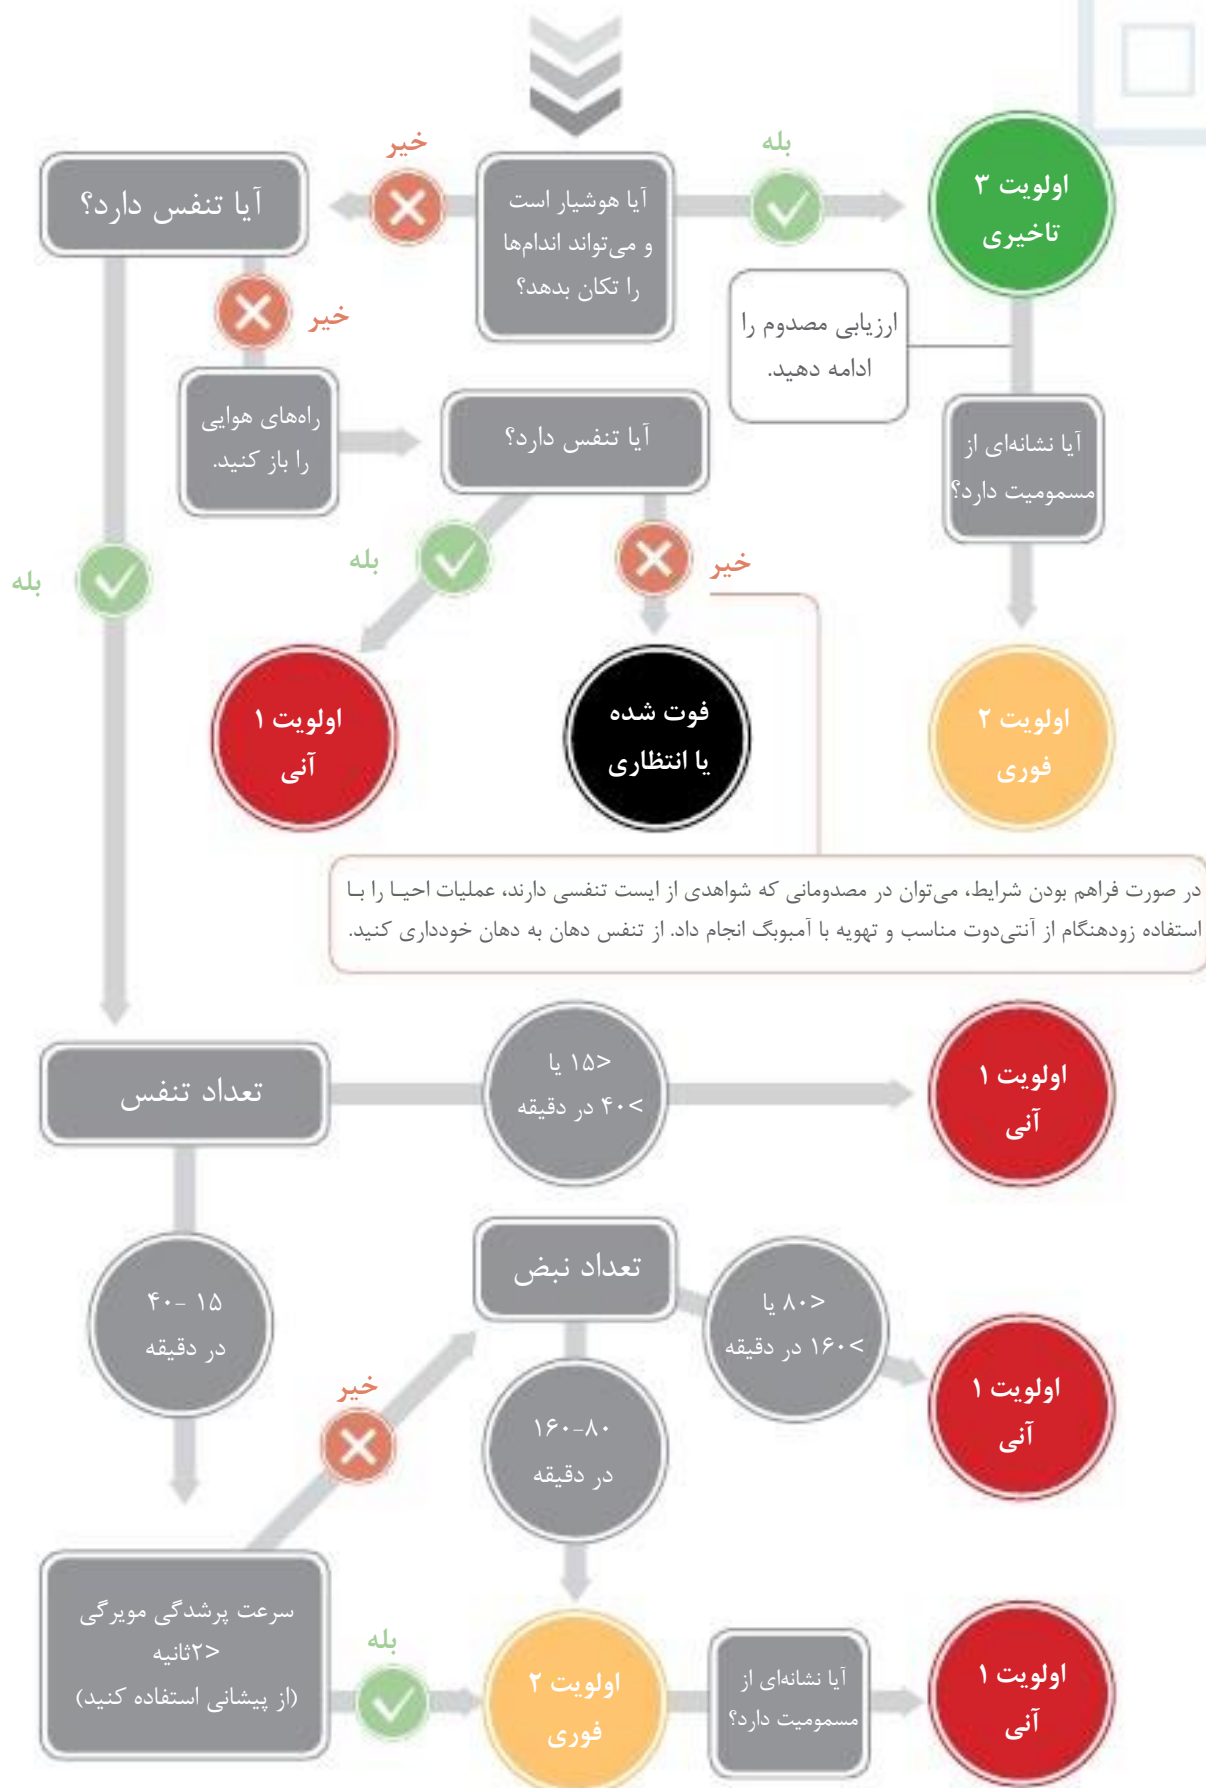 خیر
بله
آیا تنفس دارد؟
آیا هوشیار است
و می‌تواند اندام‌ها
را تکان بدهد؟
اولویت ۳
تاخیری
خیر
ارزیابی مصدوم را
ادامه دهید.
راه‌های هوایی
را باز کنید.
آیا تنفس دارد؟
آیا نشانه‌ای از
مسمومیت دارد؟
بله
بله
خیر
اولویت ۱
آنی
فوت شده
یا انتظاری
اولویت ۲
فوری
در صورت فراهم بودن شرایط، می‌توان در مصدومانی که شواهدی از ایست تنفسی دارند، عملیات احیـا را بـا
استفاده زودهنگام از آنتی‌دوت مناسب و تهویه با آمبوبگ انجام داد. از تنفس دهان به دهان خودداری کنید.
تعداد تنفس
<۱۵ یا
>۴۰ در دقیقه
اولویت ۱
آنی
۱۵ -۴۰
در دقیقه
تعداد نبض
<۸۰ یا
>۱۶۰ در دقیقه
اولویت ۱
آنی
خیر
۸۰-۱۶۰
در دقیقه
سرعت پرشدگی مویرگی
<۲ثانیه
(از پیشانی استفاده کنید)
بله
اولویت ۲
فوری
آیا نشانه‌ای از
مسمومیت دارد؟
اولویت ۱
آنی